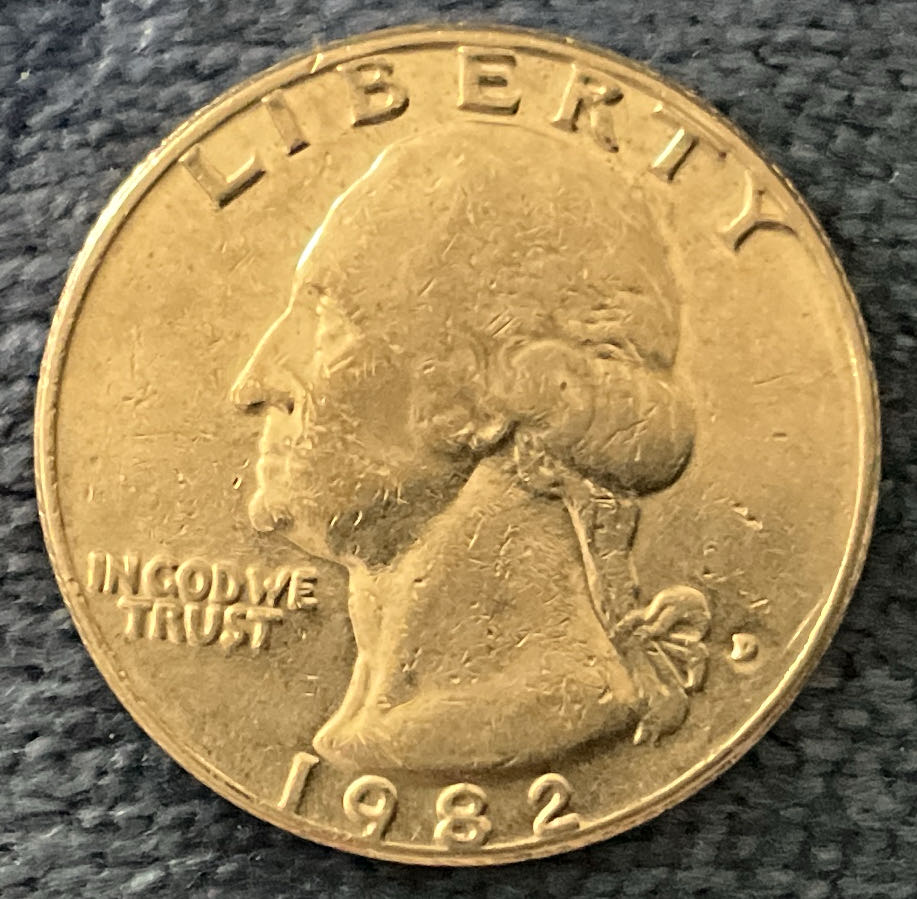 LIBERTY
IN GOD WE
TRUST
D
1982